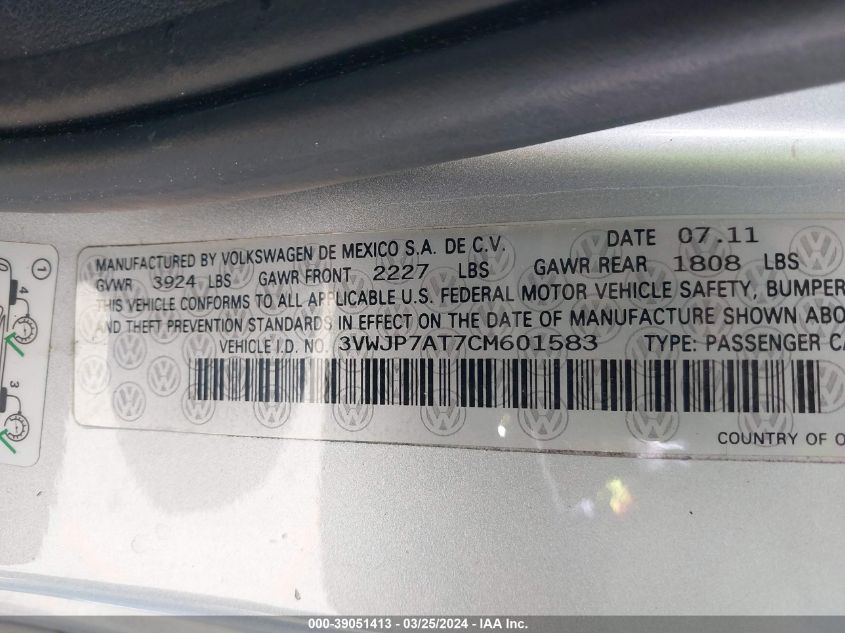 MANUFACTURED BY VOLKSWAGEN DE MEXICO S.A. DE C.V. DATE 07.11
GVWR 3924 LBS GAWR FRONT 2227 LBS GAWR REAR 1808 LBS
THIS VEHICLE CONFORMS TO ALL APPLICABLE U.S. FEDERAL MOTOR VEHICLE SAFETY, BUMPER
AND THEFT PREVENTION STANDARDS IN EFFECT ON THE DATE OF MANUFACTURE SHOWN ABO
VEHICLE I.D. NO. 3VWJP7AT7CM601583 TYPE: PASSENGER CA
COUNTRY OF O
1
4
3
000-39051413 - 03/25/2024 - IAA Inc.